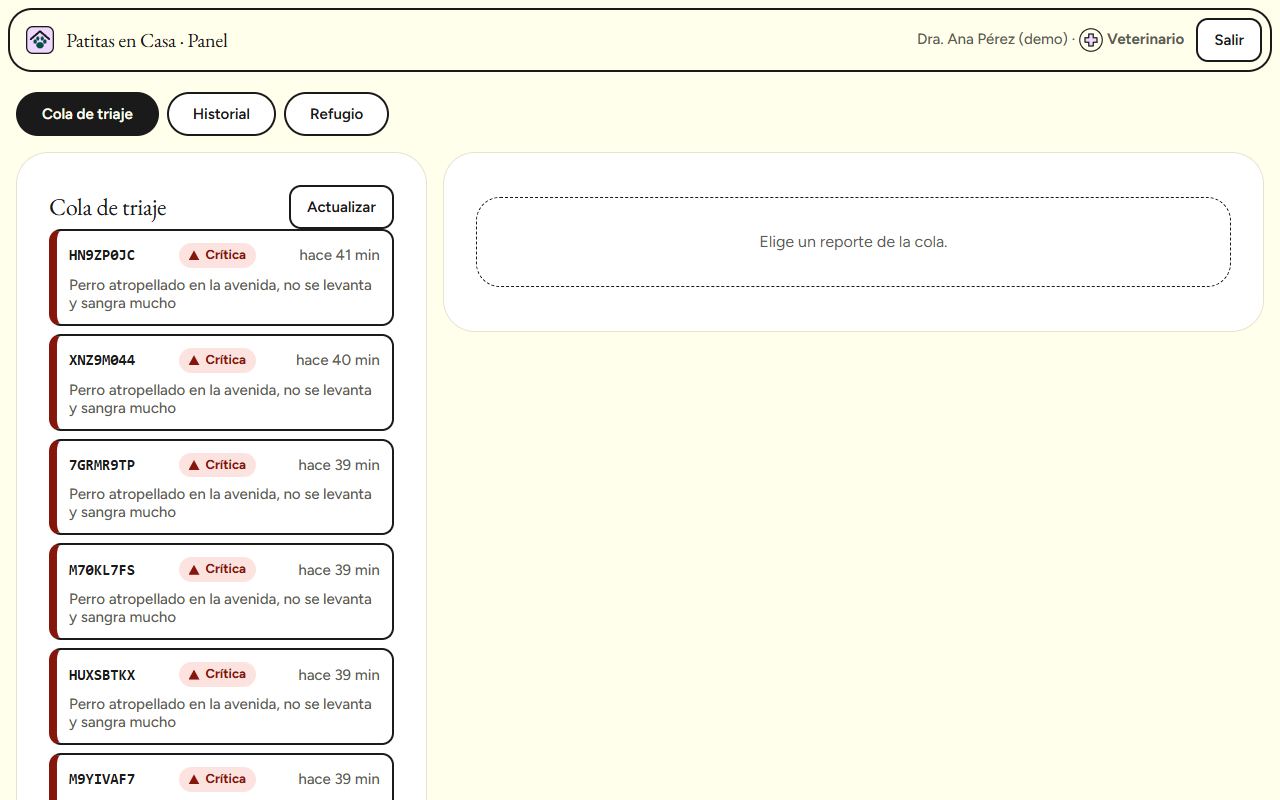 Patitas en Casa · Panel
Dra. Ana Pérez (demo) · Veterinario
Salir
Cola de triaje
Historial
Refugio
Cola de triaje
Actualizar
HN9ZP0JC
Crítica
hace 41 min
Perro atropellado en la avenida, no se levanta
y sangra mucho
XNZ9M044
Crítica
hace 40 min
Perro atropellado en la avenida, no se levanta
y sangra mucho
7GRMR9TP
Crítica
hace 39 min
Perro atropellado en la avenida, no se levanta
y sangra mucho
M70KL7FS
Crítica
hace 39 min
Perro atropellado en la avenida, no se levanta
y sangra mucho
HUXSBTKX
Crítica
hace 39 min
Perro atropellado en la avenida, no se levanta
y sangra mucho
M9YIVAF7
Crítica
hace 39 min
Elige un reporte de la cola.